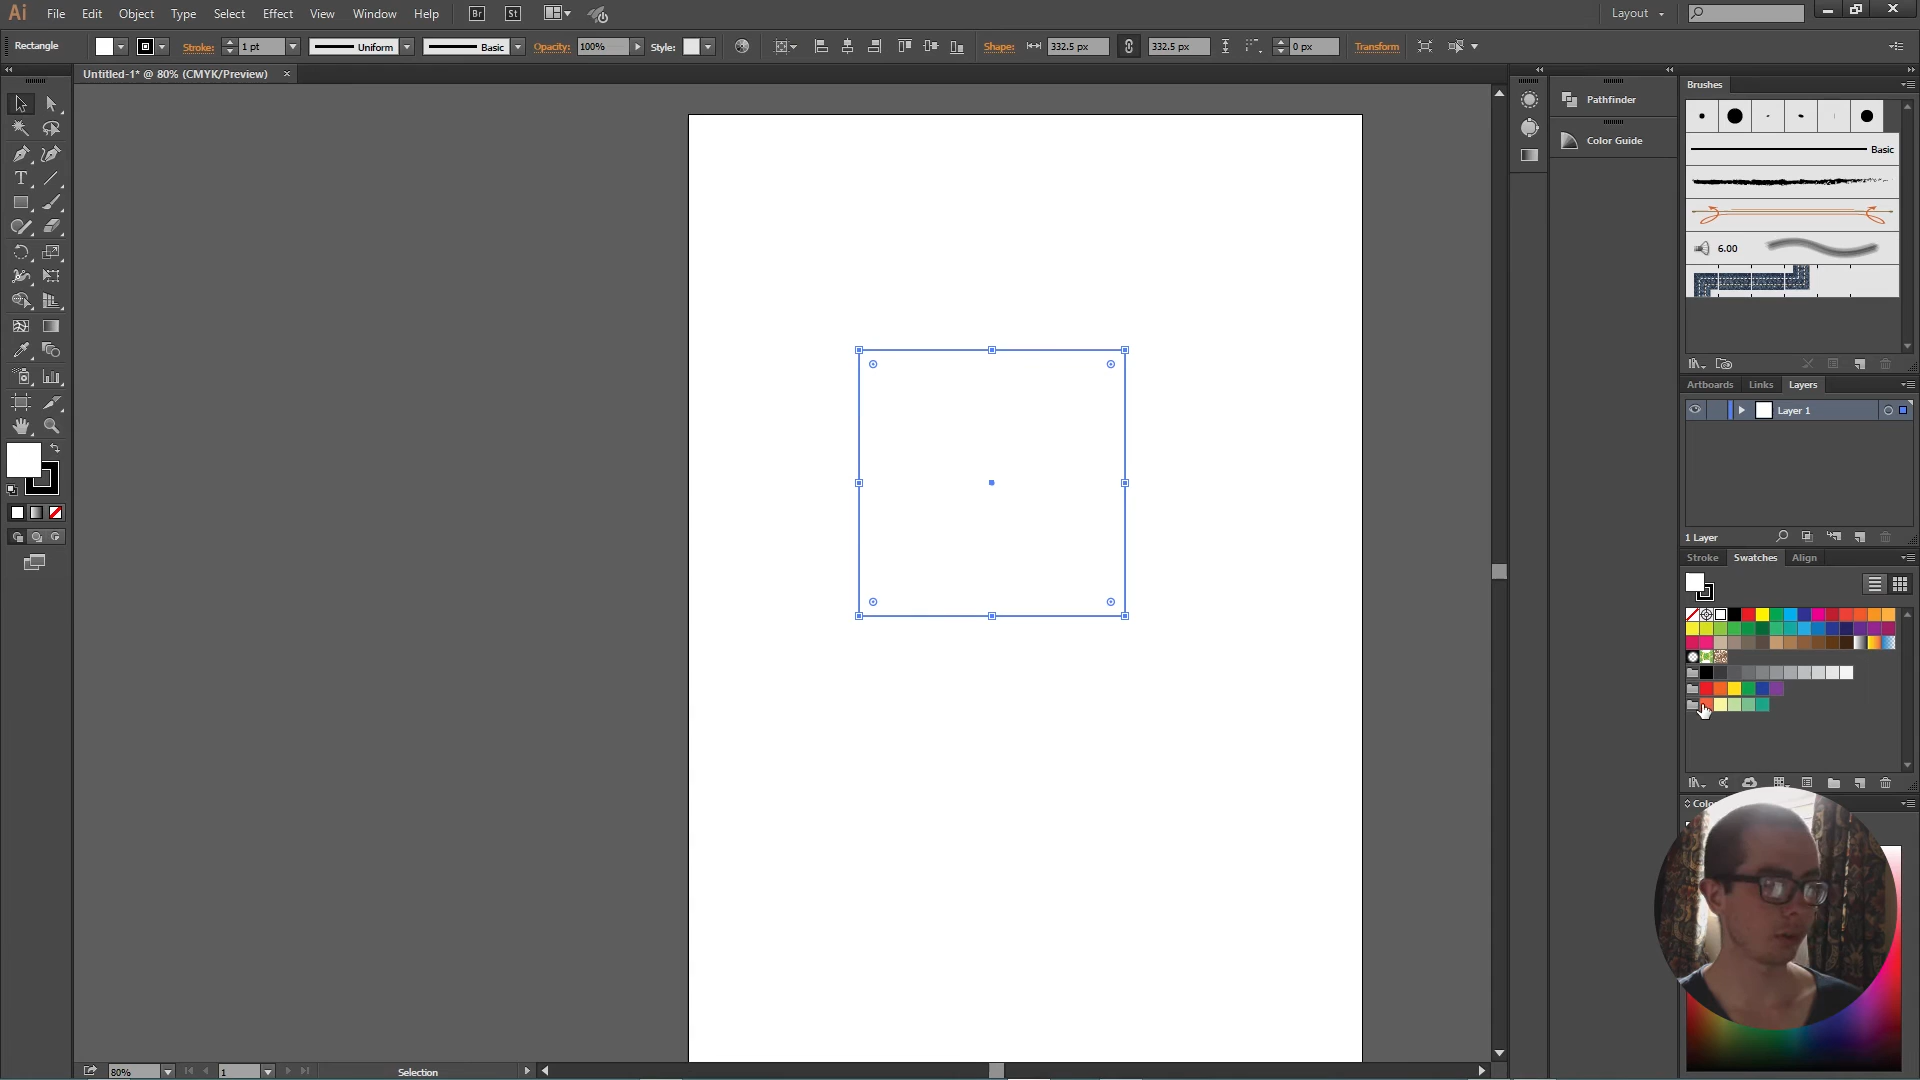 Ai File Edit Object Type Select Effect View Window Help Br St Layout
Rectangle Stroke: 1 pt Uniform Basic Opacity: 100% Style: Shape: 332.5 px 332.5 px 0 px Transform
Untitled-1* @ 80% (CMYK/Preview)
Brushes
Pathfinder
Color Guide
Basic
6.00
Artboards Links Layers
Layer 1
1 Layer
Stroke Swatches Align
T
80% 1 Selection